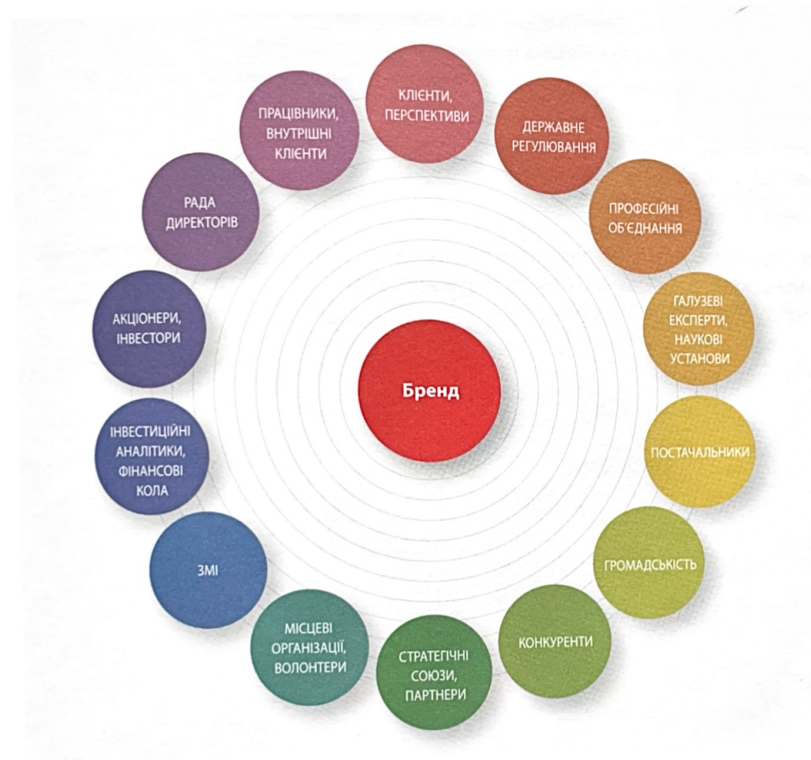 КЛІЄНТИ,
ПЕРСПЕКТИВИ
ДЕРЖАВНЕ
РЕГУЛЮВАННЯ
ПРОФЕСІЙНІ
ОБ'ЄДНАННЯ
ГАЛУЗЕВІ
ЕКСПЕРТИ,
НАУКОВІ
УСТАНОВИ
ПОСТАЧАЛЬНИКИ
ГРОМАДСЬКІСТЬ
КОНКУРЕНТИ
СТРАТЕГІЧНІ
СОЮЗИ,
ПАРТНЕРИ
МІСЦЕВІ
ОРГАНІЗАЦІЇ,
ВОЛОНТЕРИ
ЗМІ
ІНВЕСТИЦІЙНІ
АНАЛІТИКИ,
ФІНАНСОВІ
КОЛА
АКЦІОНЕРИ,
ІНВЕСТОРИ
РАДА
ДИРЕКТОРІВ
ПРАЦІВНИКИ,
ВНУТРІШНІ
КЛІЄНТИ
Бренд